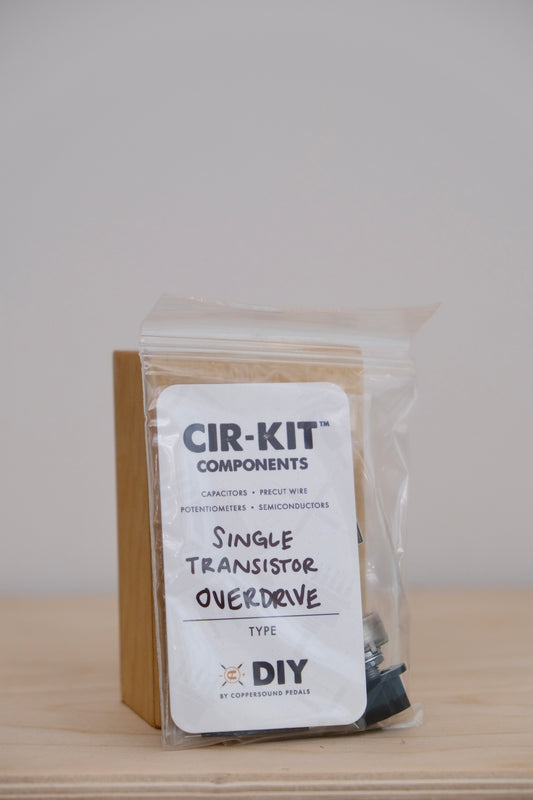 CIR-KIT™
COMPONENTS
CAPACITORS • PRECUT WIRE
POTENTIOMETERS • SEMICONDUCTORS
SINGLE
TRANSISTOR
OVERDRIVE
TYPE
DIY
BY COPPERSOUND PEDALS